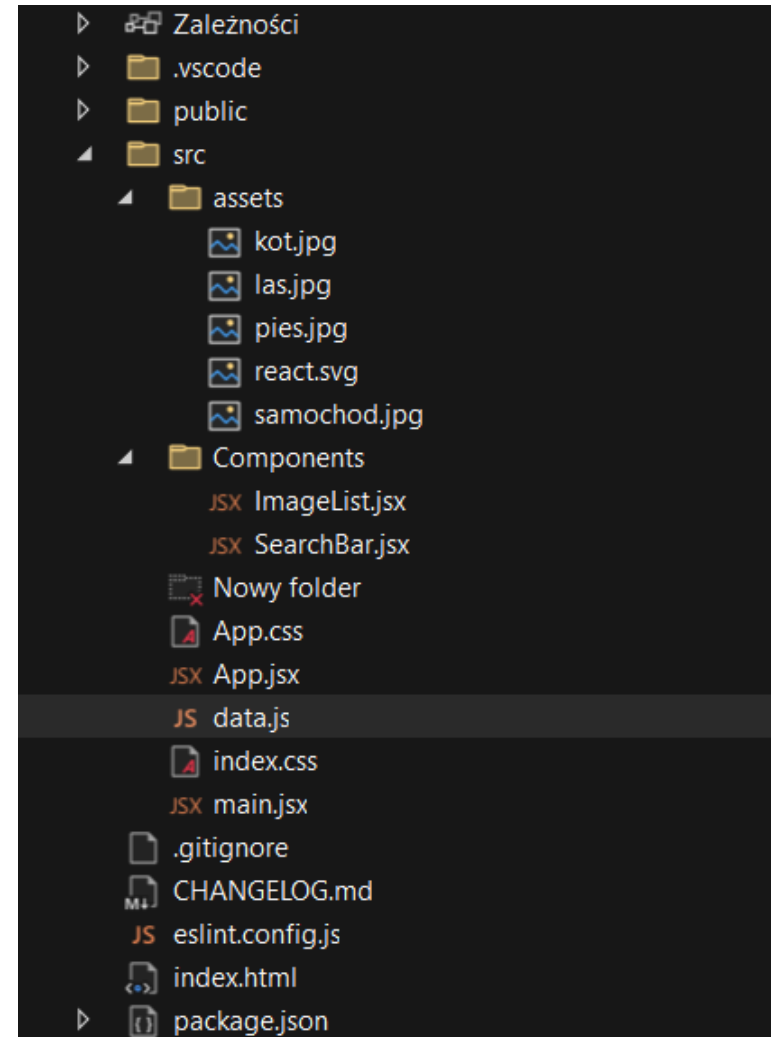 Zależności
.vscode
public
src
assets
kot.jpg
las.jpg
pies.jpg
react.svg
samochod.jpg
Components
JSX ImageList.jsx
JSX SearchBar.jsx
Nowy folder
App.css
JSX App.jsx
JS data.js
index.css
JSX main.jsx
.gitignore
M↓ CHANGELOG.md
JS eslint.config.js
index.html
package.json